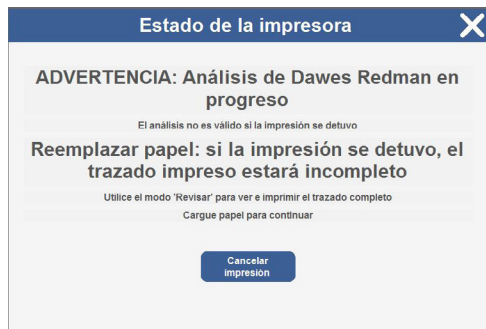 Estado de la impresora
ADVERTENCIA: Análisis de Dawes Redman en
progreso
El análisis no es válido si la impresión se detuvo
Reemplazar papel: si la impresión se detuvo, el
trazado impreso estará incompleto
Utilice el modo 'Revisar' para ver e imprimir el trazado completo
Cargue papel para continuar
Cancelar
impresión